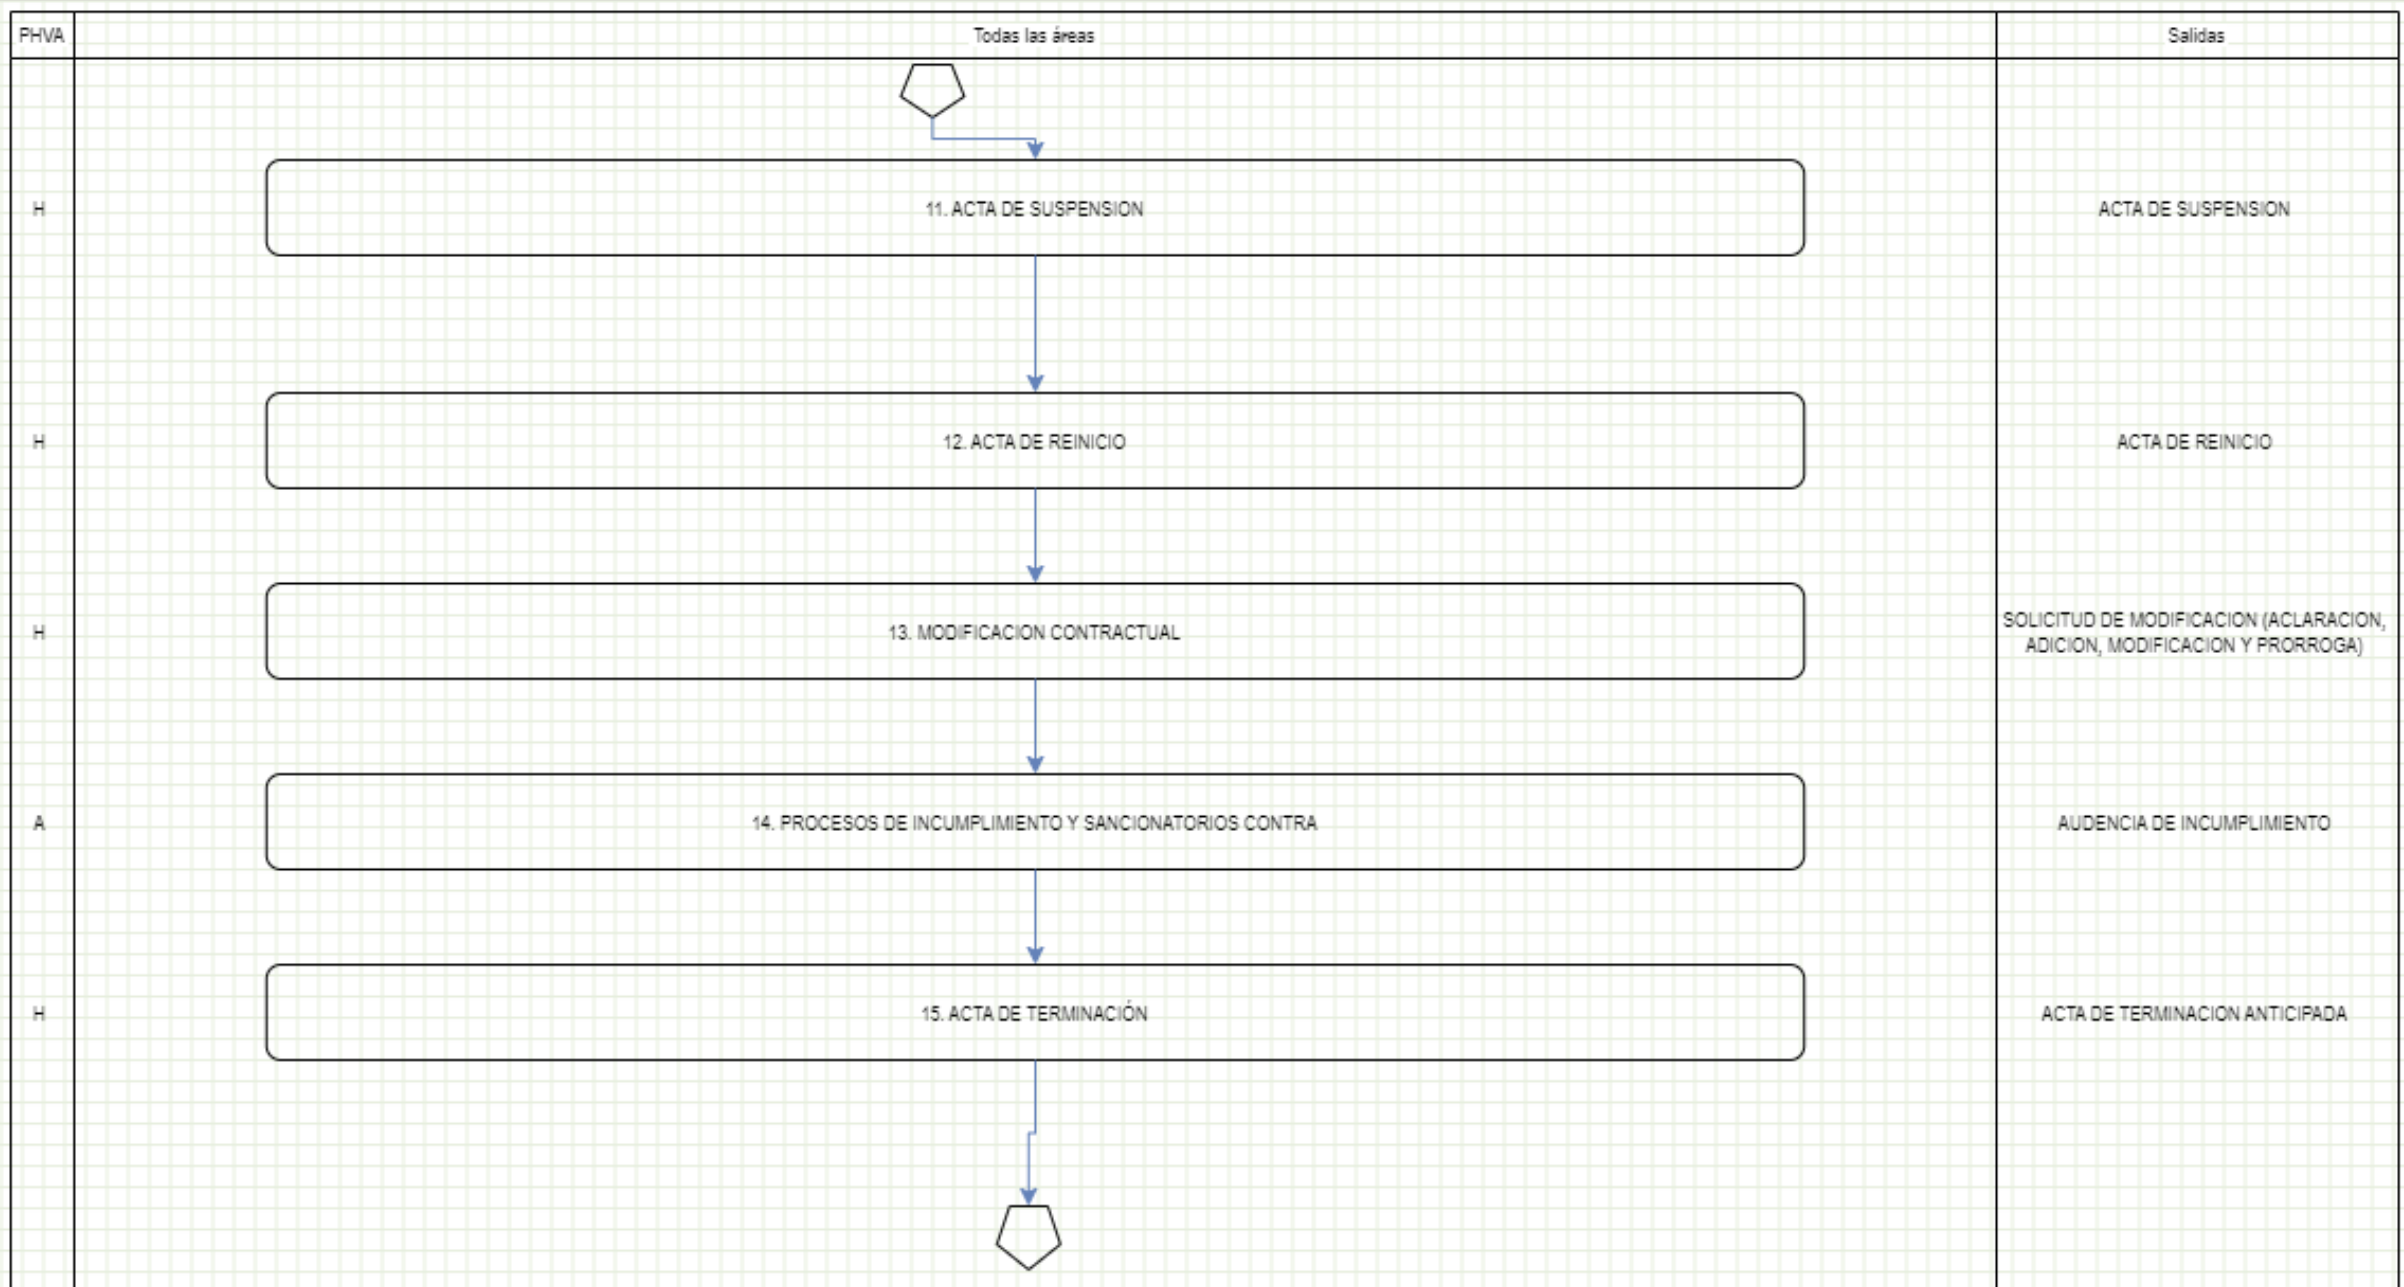 PHVA
Todas las áreas
Salidas
H
11. ACTA DE SUSPENSION
ACTA DE SUSPENSION
H
12. ACTA DE REINICIO
ACTA DE REINICIO
H
13. MODIFICACION CONTRACTUAL
SOLICITUD DE MODIFICACION (ACLARACION,
ADICION, MODIFICACION Y PRORROGA)
A
14. PROCESOS DE INCUMPLIMIENTO Y SANCIONATORIOS CONTRA
AUDENCIA DE INCUMPLIMIENTO
H
15. ACTA DE TERMINACIÓN
ACTA DE TERMINACION ANTICIPADA